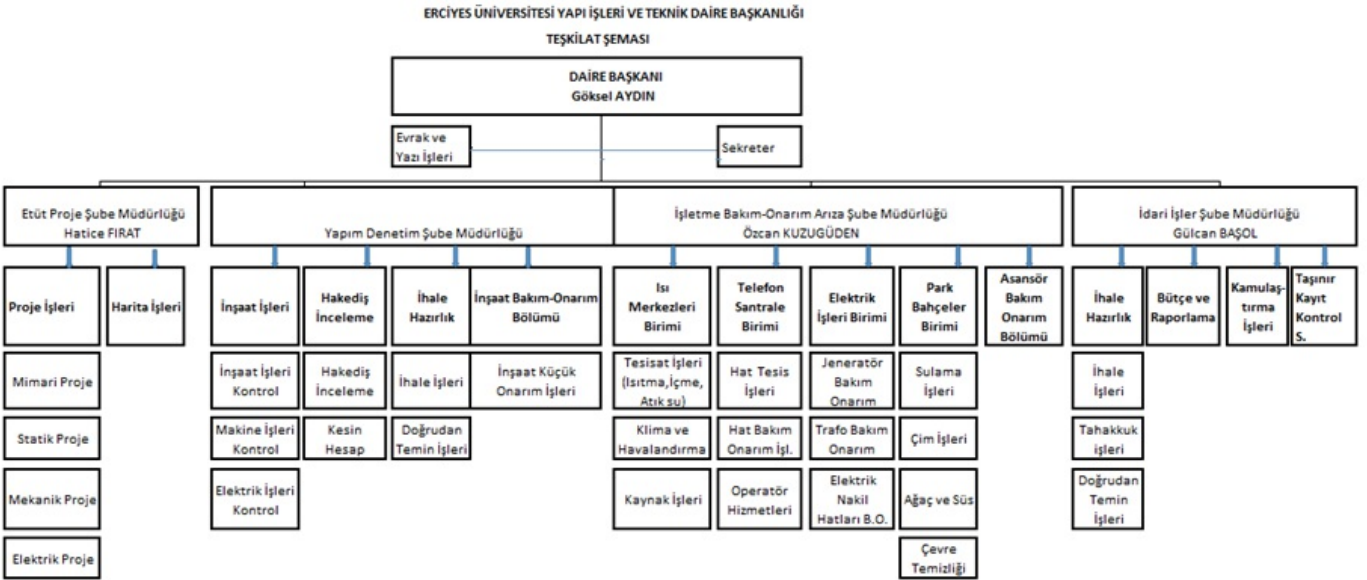 ERCİYES ÜNİVERSİTESİ YAPI İŞLERİ VE TEKNİK DAİRE BAŞKANLIĞI
TEŞKİLAT ŞEMASI
DAİRE BAŞKANI
Göksel AYDIN
Evrak ve
Yazı İşleri
Sekreter
Etüt Proje Şube Müdürlüğü
Hatice FIRAT
Yapım Denetim Şube Müdürlüğü
İşletme Bakım-Onarım Arıza Şube Müdürlüğü
Özcan KUZUGÜDEN
İdari İşler Şube Müdürlüğü
Gülcan BAŞOL
Proje İşleri
Harita İşleri
İnşaat İşleri
Hakediş
İnceleme
İhale
Hazırlık
İnşaat Bakım-Onarım
Bölümü
Isı
Merkezleri
Birimi
Telefon
Santrale
Birimi
Elektrik
İşleri Birimi
Park
Bahçeler
Birimi
Asansör
Bakım
Onarım
Bölümü
İhale
Hazırlık
Bütçe ve
Raporlama
Kamulaş-
tırma
İşleri
Taşınır
Kayıt
Kontrol
S.
Mimari Proje
İnşaat İşleri
Kontrol
Hakediş
İnceleme
İhale İşleri
İnşaat Küçük
Onarım İşleri
Tesisat İşleri
(Isıtma,İçme,
Atık su)
Hat Tesis
İşleri
Jeneratör
Bakım
Onarım
Sulama
İşleri
İhale
İşleri
Statik Proje
Makine İşleri
Kontrol
Kesin
Hesap
Doğrudan
Temin İşleri
Klima ve
Havalandırma
Hat Bakım
Onarım İşl.
Trafo Bakım
Onarım
Çim İşleri
Tahakkuk
işleri
Mekanik Proje
Elektrik İşleri
Kontrol
Kaynak İşleri
Operatör
Hizmetleri
Elektrik
Nakil
Hatları B.O.
Ağaç ve Süs
Doğrudan
Temin
İşleri
Elektrik Proje
Çevre
Temizliği